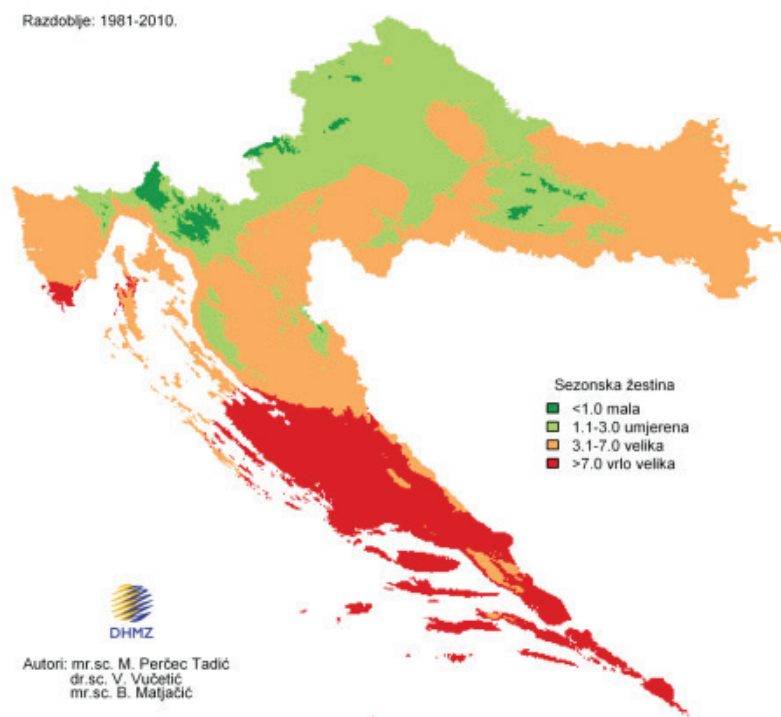 Razdoblje: 1981-2010.
Sezonska žestina
<1.0 mala
1.1-3.0 umjerena
3.1-7.0 velika
>7.0 vrlo velika
DHMZ
Autori: mr.sc. M. Perčec Tadić
dr.sc. V. Vučetić
mr.sc. B. Matjačić